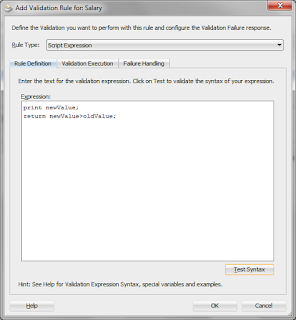 Add Validation Rule for: Salary
Define the Validation you want to perform with this rule and configure the Validation Failure response.
Rule Type: Script Expression
Rule Definition Validation Execution Failure Handling
Enter the text for the validation expression. Click on Test to validate the syntax of your expression.
Expression:
print newValue;
return newValue>oldValue;
Test Syntax
Hint: See Help for Validation Expression Syntax, special variables and examples.
Help OK Cancel